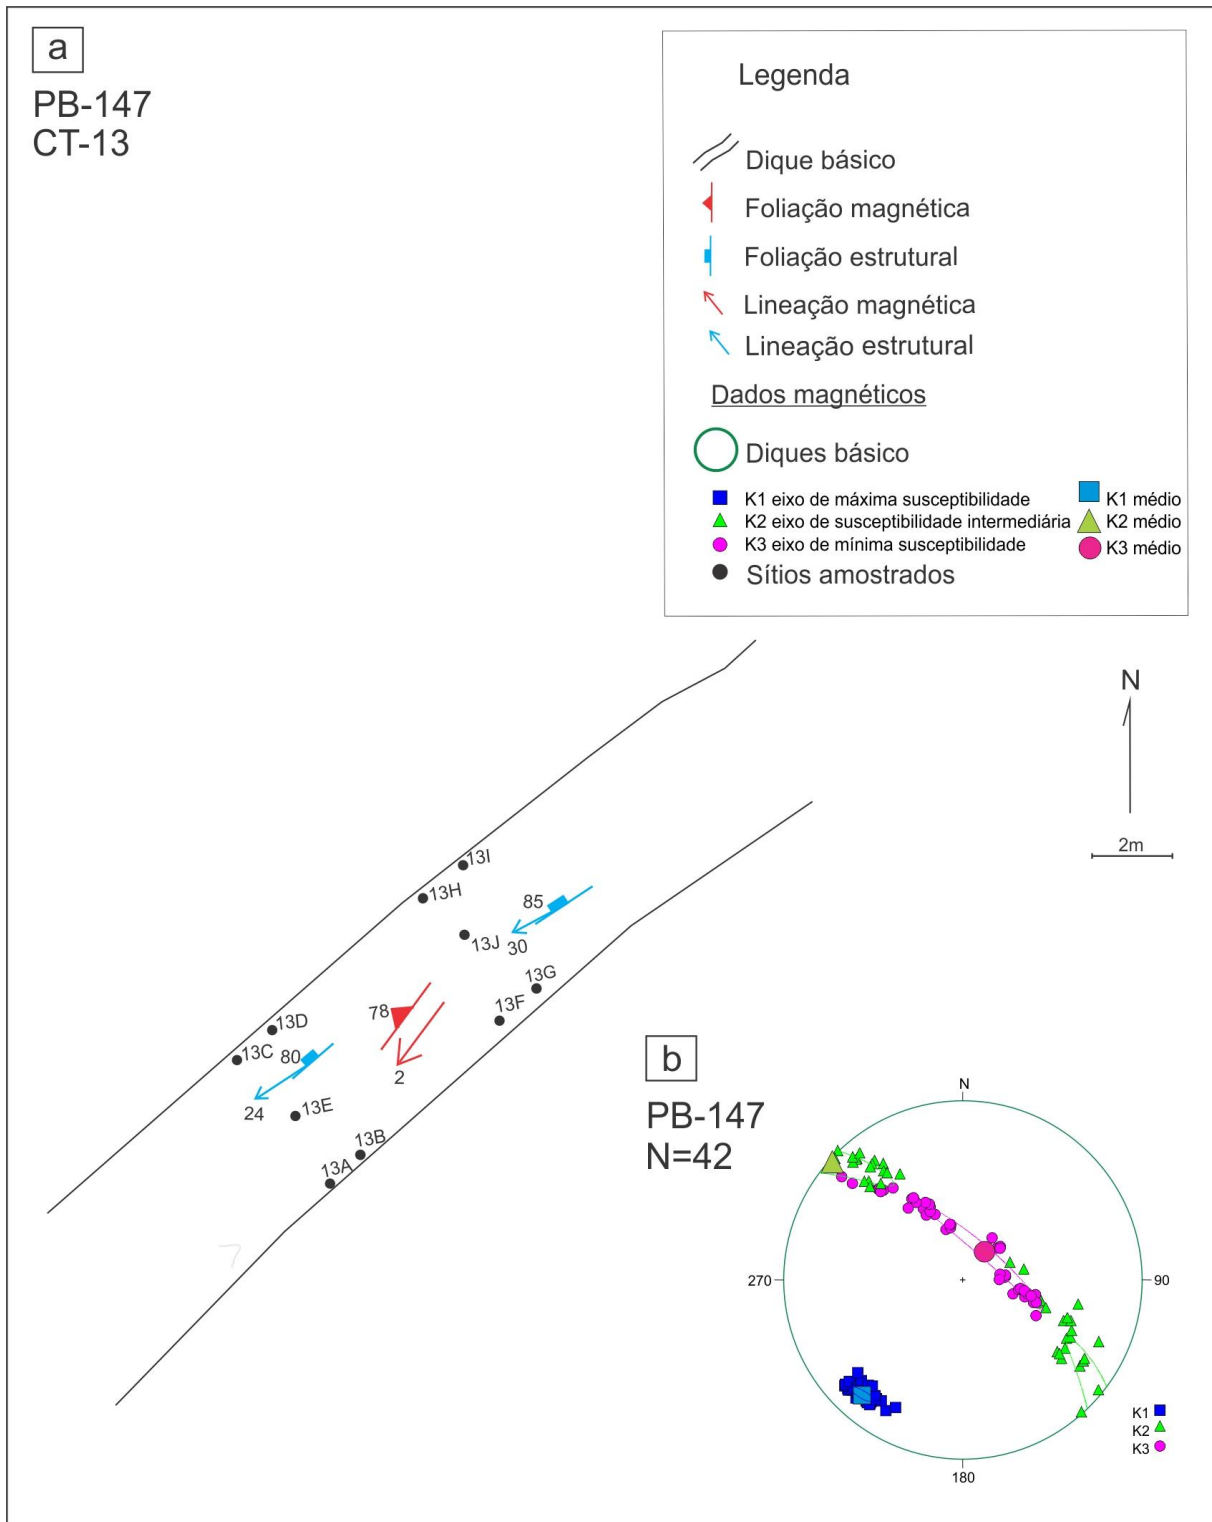 a
PB-147
CT-13
Legenda
Dique básico
Foliação magnética
Foliação estrutural
Lineação magnética
Lineação estrutural
Dados magnéticos
Diques básico
K1 eixo de máxima susceptibilidade
K1 médio
K2 eixo de susceptibilidade intermediária
K2 médio
K3 eixo de mínima susceptibilidade
K3 médio
Sítios amostrados
N
2m
13I
13H
85
13J
30
13G
13F
78
13D
13C
80
2
24
13E
13B
13A
b
PB-147
N=42
N
270
90
180
K1
K2
K3